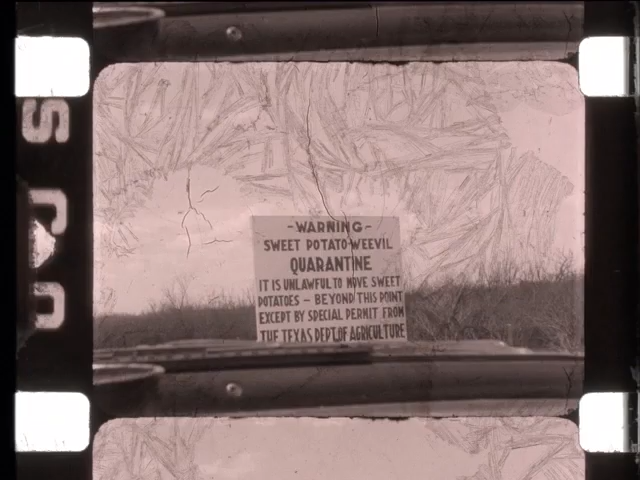 -WARNING-
SWEET POTATO WEEVIL
QUARANTINE
IT IS UNLAWFUL TO MOVE SWEET
POTATOES - BEYOND THIS POINT
EXCEPT BY SPECIAL PERMIT FROM
THE TEXAS DEPT. OF AGRICULTURE